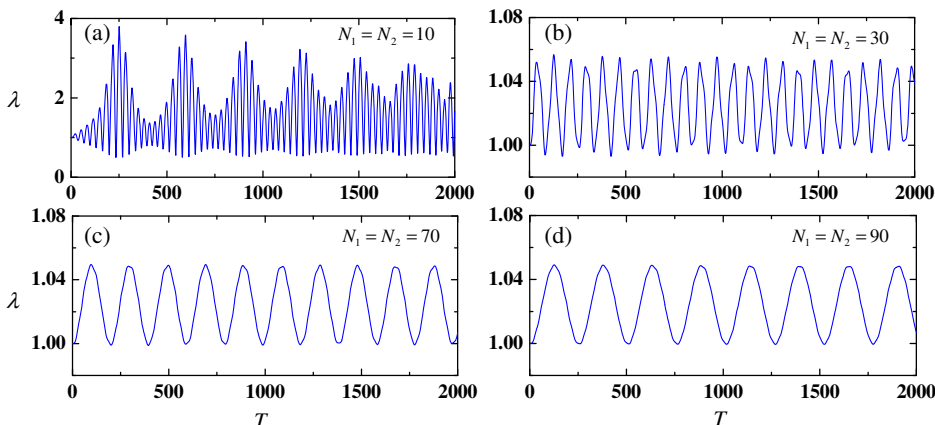 (a) N₁ = N₂ = 10
4
2
0
λ
0 500 1000 1500 2000
(b) N₁ = N₂ = 30
1.08
1.04
1.00
0 500 1000 1500 2000
(c) N₁ = N₂ = 70
1.08
1.04
1.00
λ
0 500 1000 1500 2000
T
(d) N₁ = N₂ = 90
1.08
1.04
1.00
0 500 1000 1500 2000
T